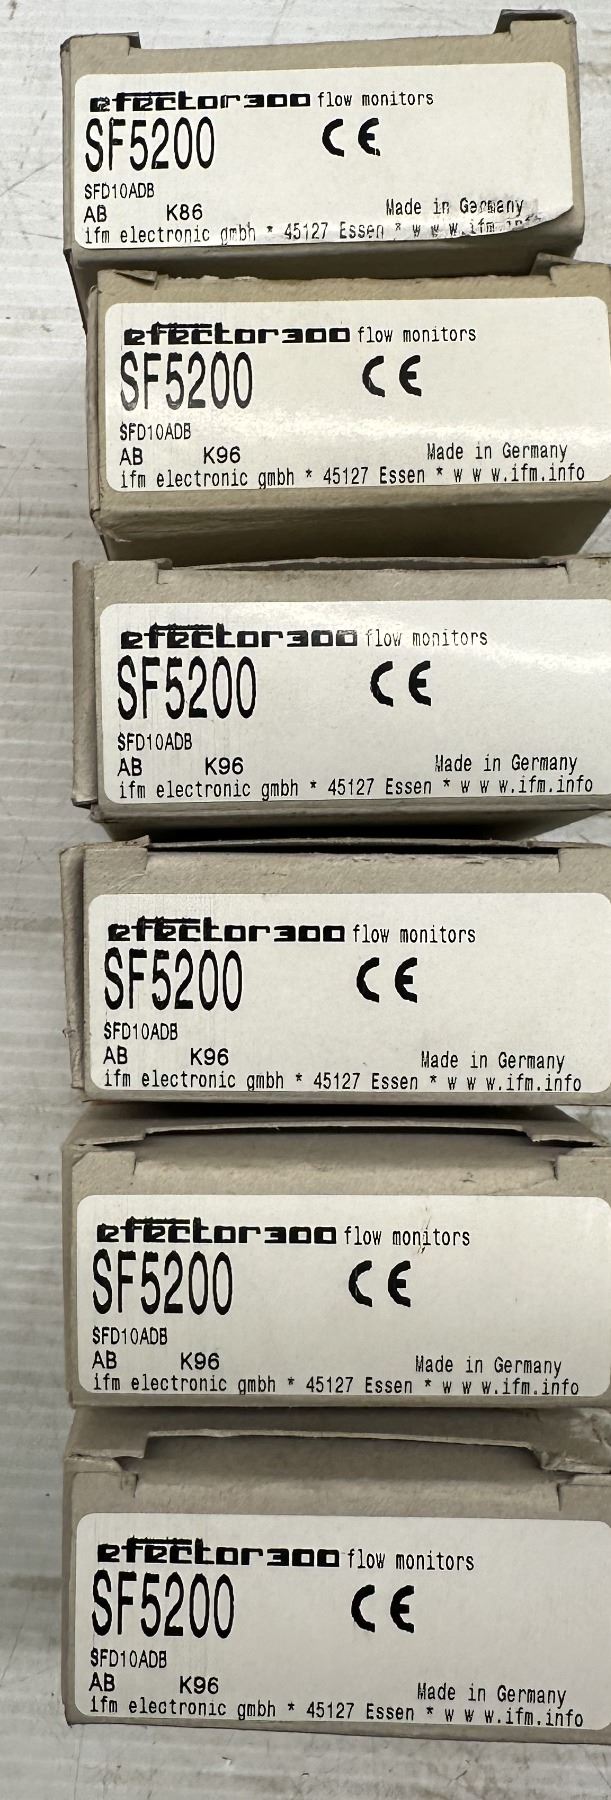 efector300 flow monitors
SF5200 CE
SFD10ADB
AB K86 Made in Germany
ifm electronic gmbh * 45127 Essen * w w w.ifm.info
efector300 flow monitors
SF5200 CE
SFD10ADB
AB K96 Made in Germany
ifm electronic gmbh * 45127 Essen * w w w.ifm.info
efector300 flow monitors
SF5200 CE
SFD10ADB
AB K96 Made in Germany
ifm electronic gmbh * 45127 Essen * w w w.ifm.info
efector300 flow monitors
SF5200 CE
SFD10ADB
AB K96 Made in Germany
ifm electronic gmbh * 45127 Essen * w w w.ifm.info
efector300 flow monitors
SF5200 CE
SFD10ADB
AB K96 Made in Germany
ifm electronic gmbh * 45127 Essen * w w w.ifm.info
efector300 flow monitors
SF5200 CE
SFD10ADB
AB K96 Made in Germany
ifm electronic gmbh * 45127 Essen * w w w.ifm.info